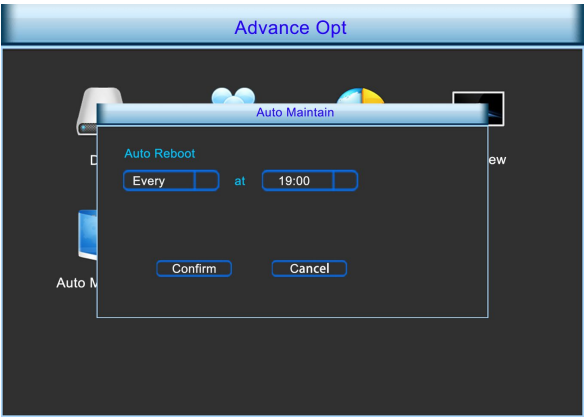 Advance Opt
Auto Maintain
D
ew
Auto Reboot
Every at 19:00
Confirm Cancel
Auto M